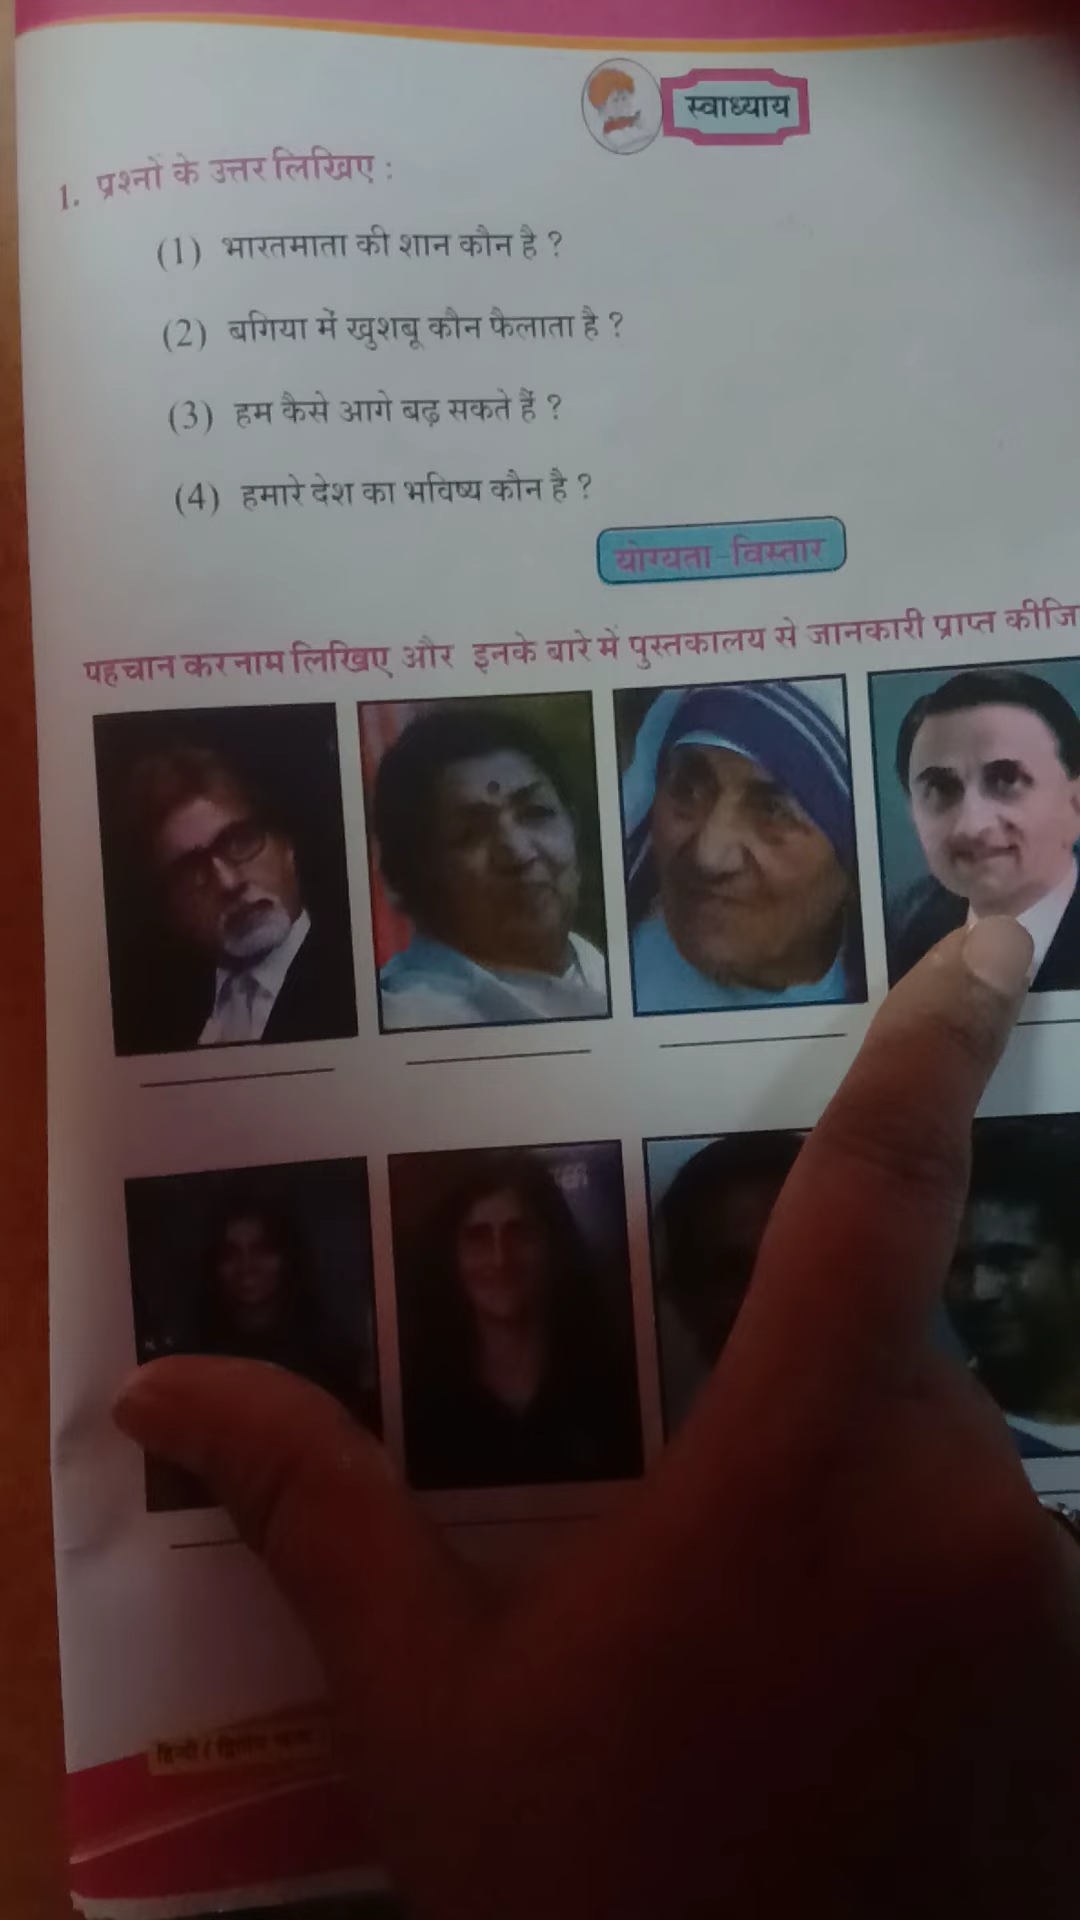 स्वाध्याय
1. प्रश्नों के उत्तर लिखिए :
(1) भारतमाता की शान कौन है ?
(2) बगिया में खुशबू कौन फैलाता है ?
(3) हम कैसे आगे बढ़ सकते हैं ?
(4) हमारे देश का भविष्य कौन है ?
योग्यता-विस्तार
पहचान कर नाम लिखिए और इनके बारे में पुस्तकालय से जानकारी प्राप्त कीजि
हिन्दी